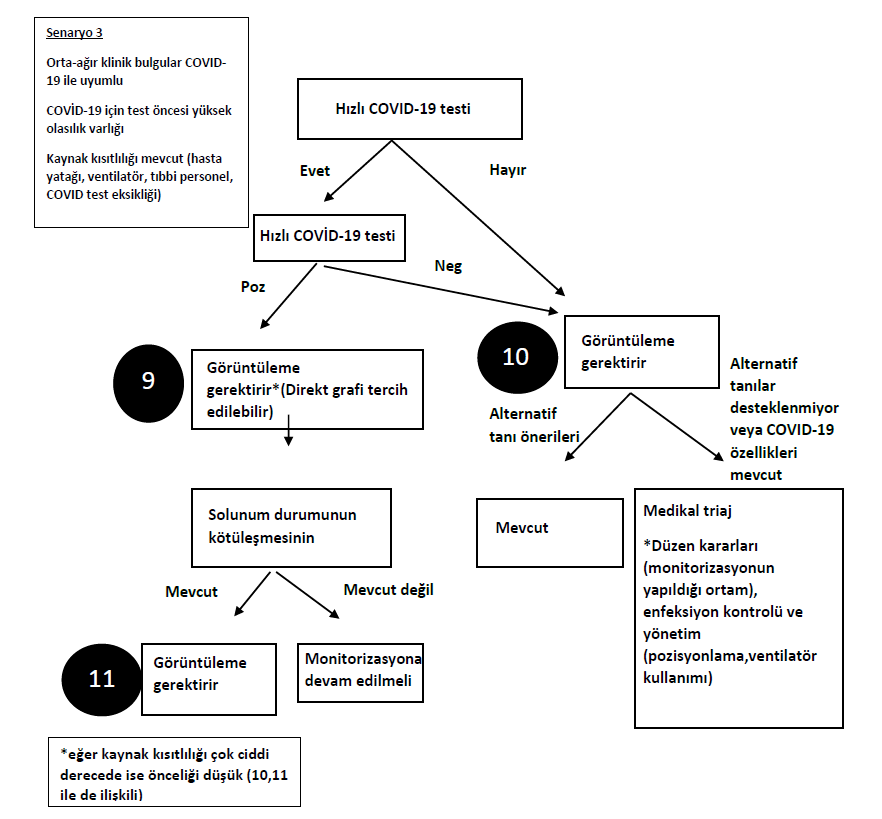 Senaryo 3
Orta-ağır klinik bulgular COVID-
19 ile uyumlu
COVİD-19 için test öncesi yüksek
olasılık varlığı
Kaynak kısıtlılığı mevcut (hasta
yatağı, ventilatör, tıbbi personel,
COVID test eksikliği)
Hızlı COVID-19 testi
Evet
Hayır
Hızlı COVİD-19 testi
Poz
Neg
9
Görüntüleme
gerektirir*(Direkt grafi tercih
edilebilir)
10
Görüntüleme
gerektirir
Alternatif
tanı önerileri
Alternatif
tanılar
desteklenmiyor
veya COVID-19
özellikleri
mevcut
Solunum durumunun
kötüleşmesinin
Mevcut
Medikal triaj
*Düzen kararları
(monitorizasyonun
yapıldığı ortam),
enfeksiyon kontrolü ve
yönetim
(pozisyonlama,ventilatör
kullanımı)
Mevcut
Mevcut değil
11
Görüntüleme
gerektirir
Monitorizasyona
devam edilmeli
*eğer kaynak kısıtlılığı çok ciddi
derecede ise önceliği düşük (10,11
ile de ilişkili)